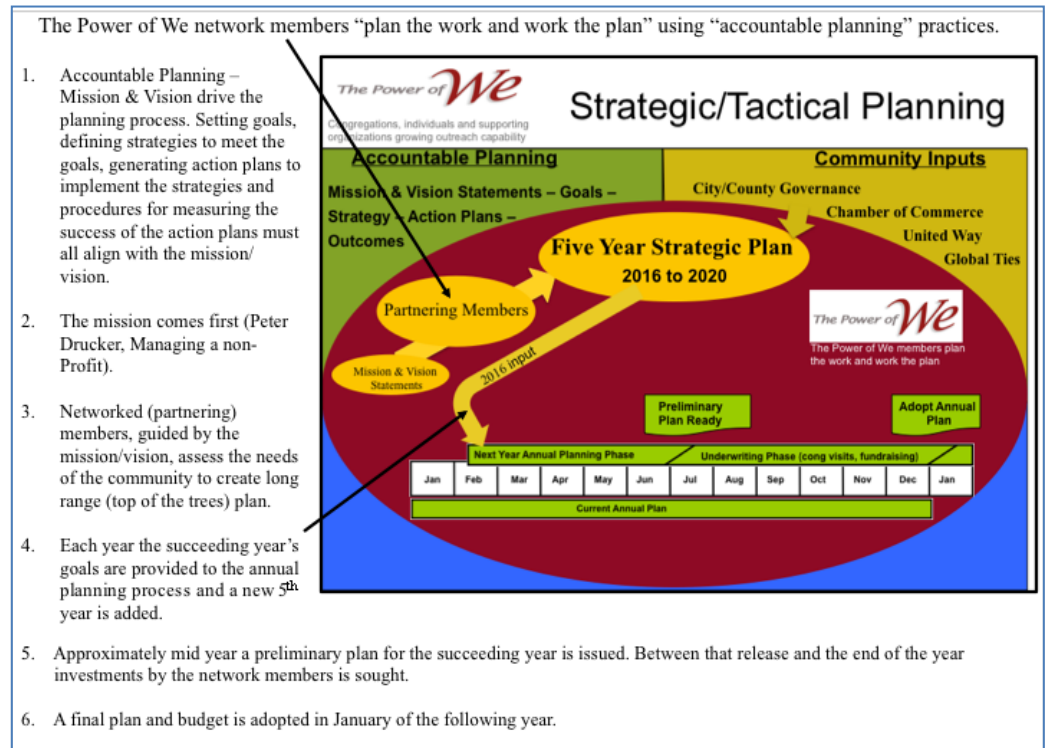 The Power of We network members “plan the work and work the plan” using “accountable planning” practices.
1. Accountable Planning –
Mission & Vision drive the
planning process. Setting goals,
defining strategies to meet the
goals, generating action plans to
implement the strategies and
procedures for measuring the
success of the action plans must
all align with the mission/
vision.
2. The mission comes first (Peter
Drucker, Managing a non-
Profit).
3. Networked (partnering)
members, guided by the
mission/vision, assess the needs
of the community to create long
range (top of the trees) plan.
4. Each year the succeeding year’s
goals are provided to the annual
planning process and a new 5th
year is added.
5. Approximately mid year a preliminary plan for the succeeding year is issued. Between that release and the end of the year
investments by the network members is sought.
6. A final plan and budget is adopted in January of the following year.
The Power of We
Congregations, individuals and supporting
organizations growing outreach capability
Strategic/Tactical Planning
Accountable Planning
Mission & Vision Statements – Goals –
Strategy – Action Plans –
Outcomes
Community Inputs
City/County Governance
Chamber of Commerce
United Way
Global Ties
Five Year Strategic Plan
2016 to 2020
Partnering Members
Mission & Vision
Statements
2016 input
The Power of We
The Power of We members plan
the work and work the plan
Preliminary
Plan Ready
Adopt Annual
Plan
Next Year Annual Planning Phase
Underwriting Phase (cong visits, fundraising)
Jan Feb Mar Apr May Jun Jul Aug Sep Oct Nov Dec Jan
Current Annual Plan